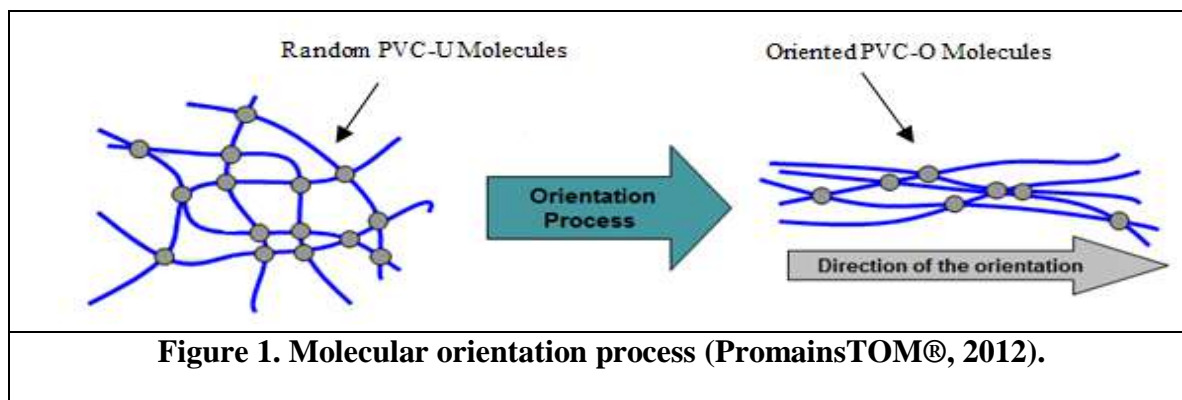 Random PVC-U Molecules
Oriented PVC-O Molecules
Orientation
Process
Direction of the orientation
Figure 1. Molecular orientation process (PromainsTOM®, 2012).